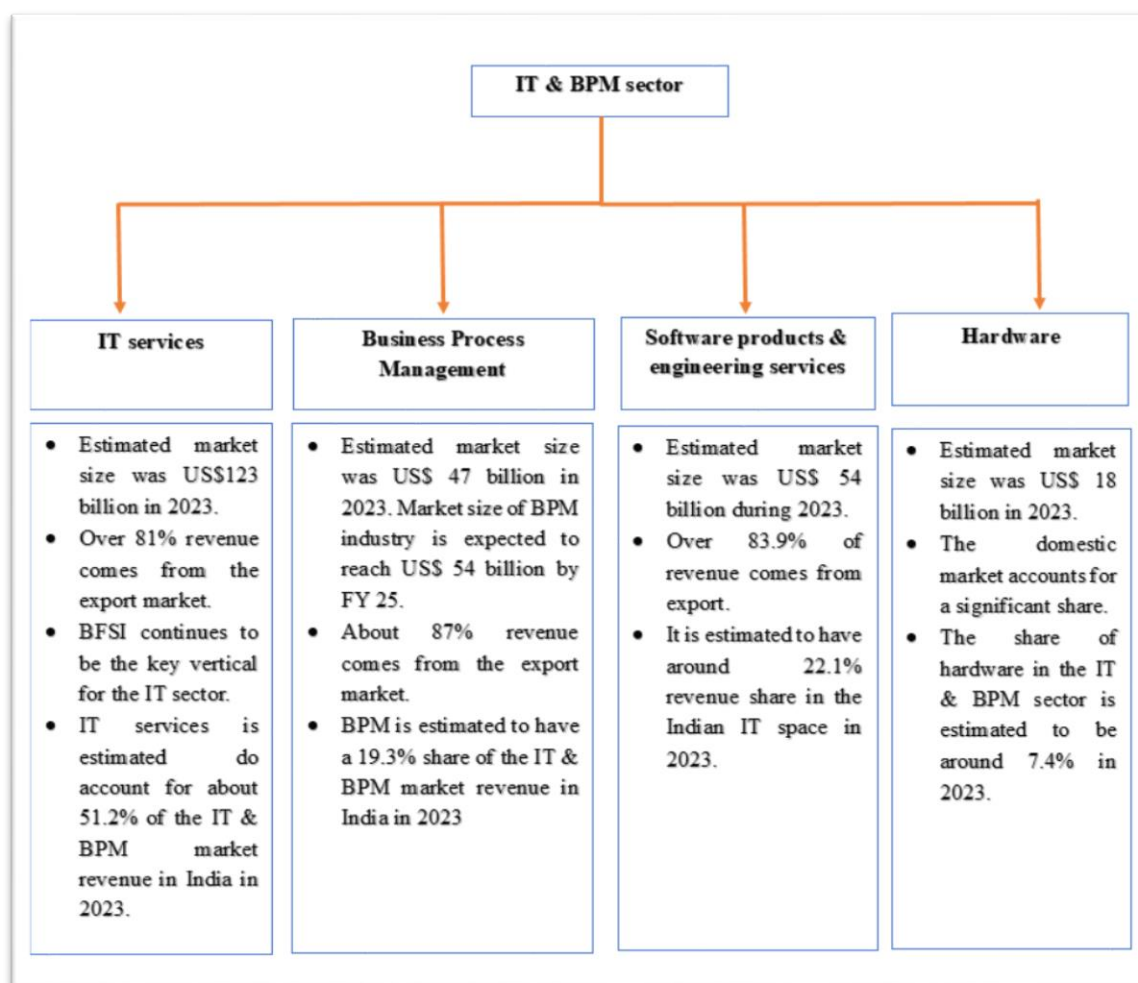 IT & BPM sector
IT services
Business Process
Management
Software products &
engineering services
Hardware
• Estimated market
size was US$123
billion in 2023.
• Over 81% revenue
comes from the
export market.
• BFSI continues to
be the key vertical
for the IT sector.
• IT services is
estimated do
account for about
51.2% of the IT &
BPM market
revenue in India in
2023.
• Estimated market size
was US$ 47 billion in
2023. Market size of BPM
industry is expected to
reach US$ 54 billion by
FY 25.
• About 87% revenue
comes from the export
market.
• BPM is estimated to have
a 19.3% share of the IT &
BPM market revenue in
India in 2023
• Estimated market
size was US$ 54
billion during 2023.
• Over 83.9% of
revenue comes from
export.
• It is estimated to have
around 22.1%
revenue share in the
Indian IT space in
2023.
• Estimated market
size was US$ 18
billion in 2023.
• The domestic
market accounts for
a significant share.
• The share of
hardware in the IT
& BPM sector is
estimated to be
around 7.4% in
2023.